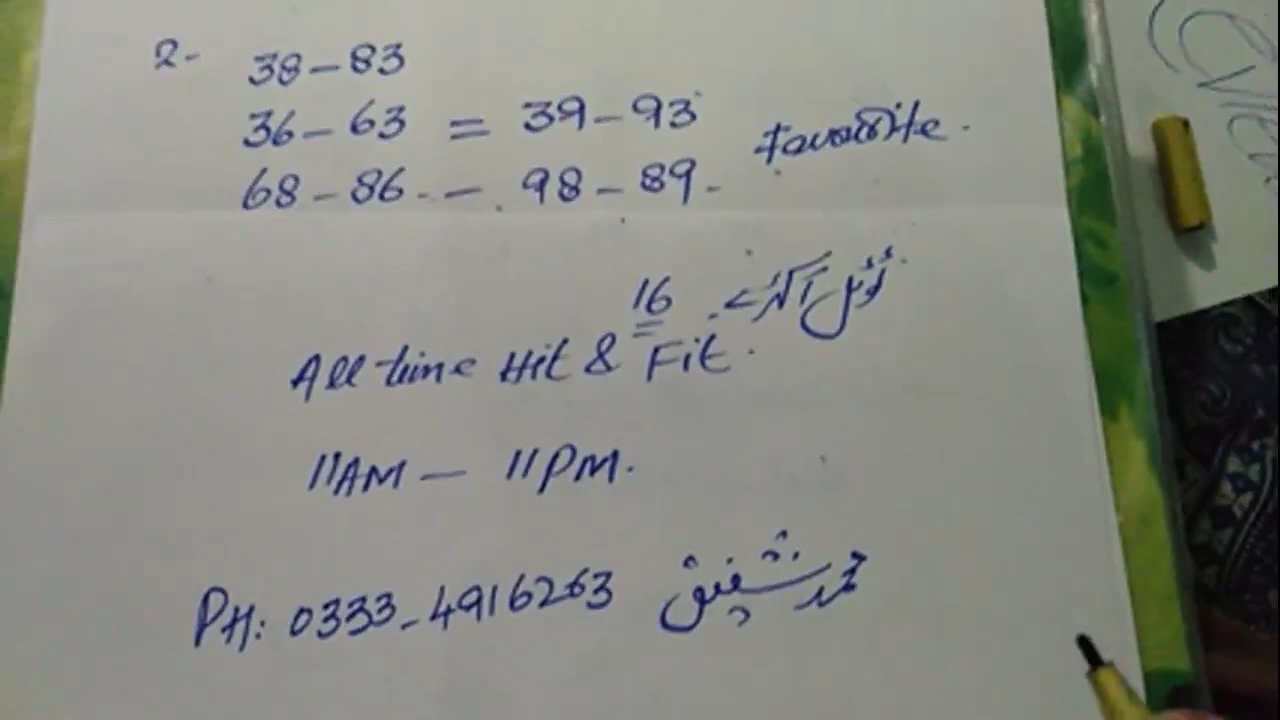 2- 38-83
36-63 = 39-93 favourite.
68-86 - 98-89-
ٹوٹل آکڑے 16
All time Hit & Fit.
11AM - 11PM.
PH: 0333-4916263 محمد شفیق